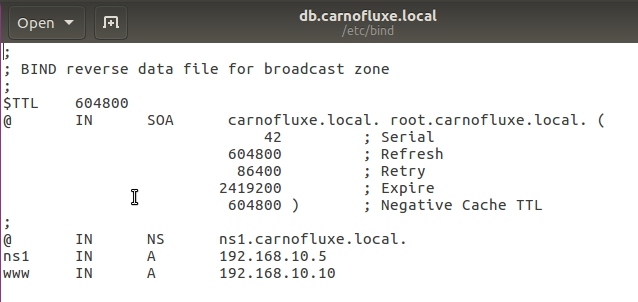 Open
db.carnofluxe.local
/etc/bind
;
; BIND reverse data file for broadcast zone
;
$TTL 604800
@ IN SOA carnofluxe.local. root.carnofluxe.local. (
42 ; Serial
604800 ; Refresh
86400 ; Retry
2419200 ; Expire
604800 ) ; Negative Cache TTL
;
@ IN NS ns1.carnofluxe.local.
ns1 IN A 192.168.10.5
www IN A 192.168.10.10